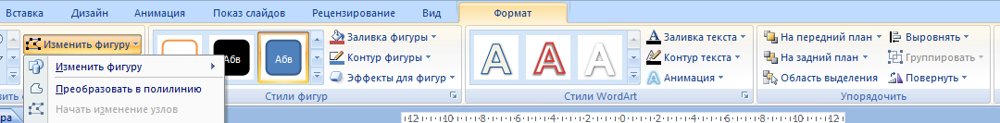 Вставка Дизайн Анимация Показ слайдов Рецензирование Вид Формат
Изменить фигуру
Изменить фигуру
Преобразовать в полилинию
Начать изменение узлов
Абв Абв
Заливка фигуры
Контур фигуры
Эффекты для фигур
Стили фигур
A A A
Заливка текста
Контур текста
Анимация
Стили WordArt
На передний план
На задний план
Область выделения
Выровнять
Группировать
Повернуть
Упорядочить
12 10 8 6 4 2 0 2 4 6 8 10 12